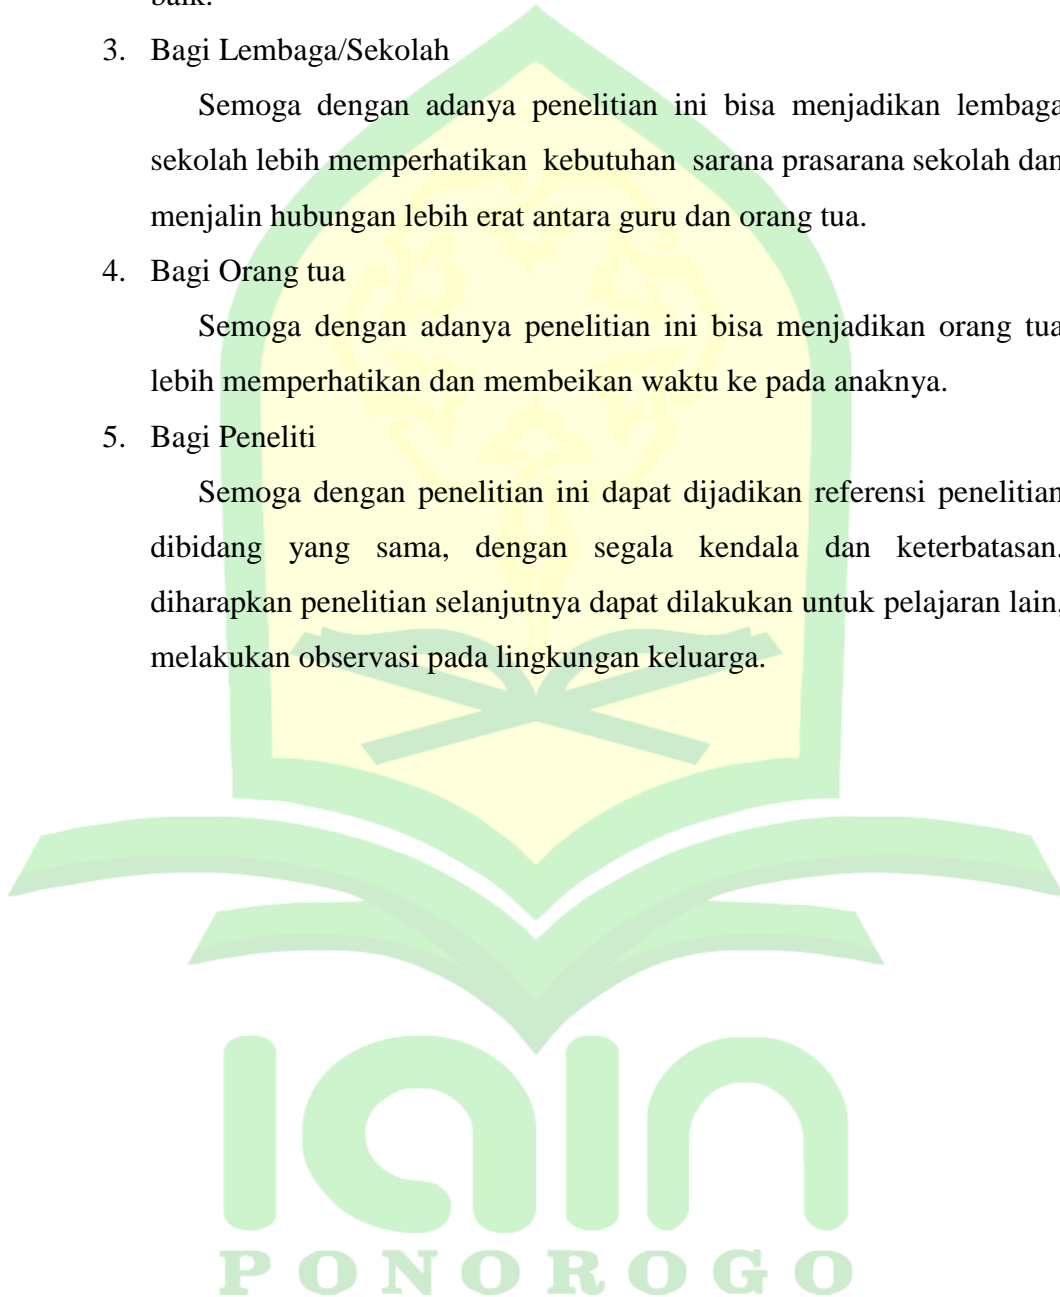 baik.
3. Bagi Lembaga/Sekolah
Semoga dengan adanya penelitian ini bisa menjadikan lembaga
sekolah lebih memperhatikan kebutuhan sarana prasarana sekolah dan
menjalin hubungan lebih erat antara guru dan orang tua.
4. Bagi Orang tua
Semoga dengan adanya penelitian ini bisa menjadikan orang tua
lebih memperhatikan dan membeikan waktu ke pada anaknya.
5. Bagi Peneliti
Semoga dengan penelitian ini dapat dijadikan referensi penelitian
dibidang yang sama, dengan segala kendala dan keterbatasan,
diharapkan penelitian selanjutnya dapat dilakukan untuk pelajaran lain,
melakukan observasi pada lingkungan keluarga.
iain
PONOROGO